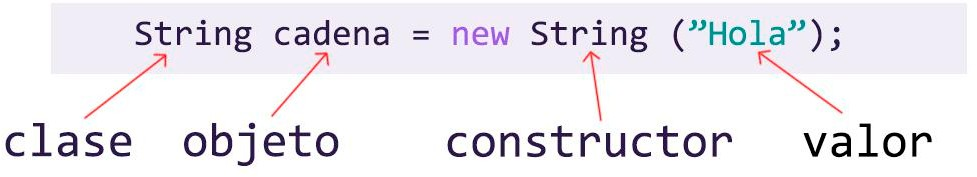 String cadena = new String (”Hola”);
clase objeto constructor valor